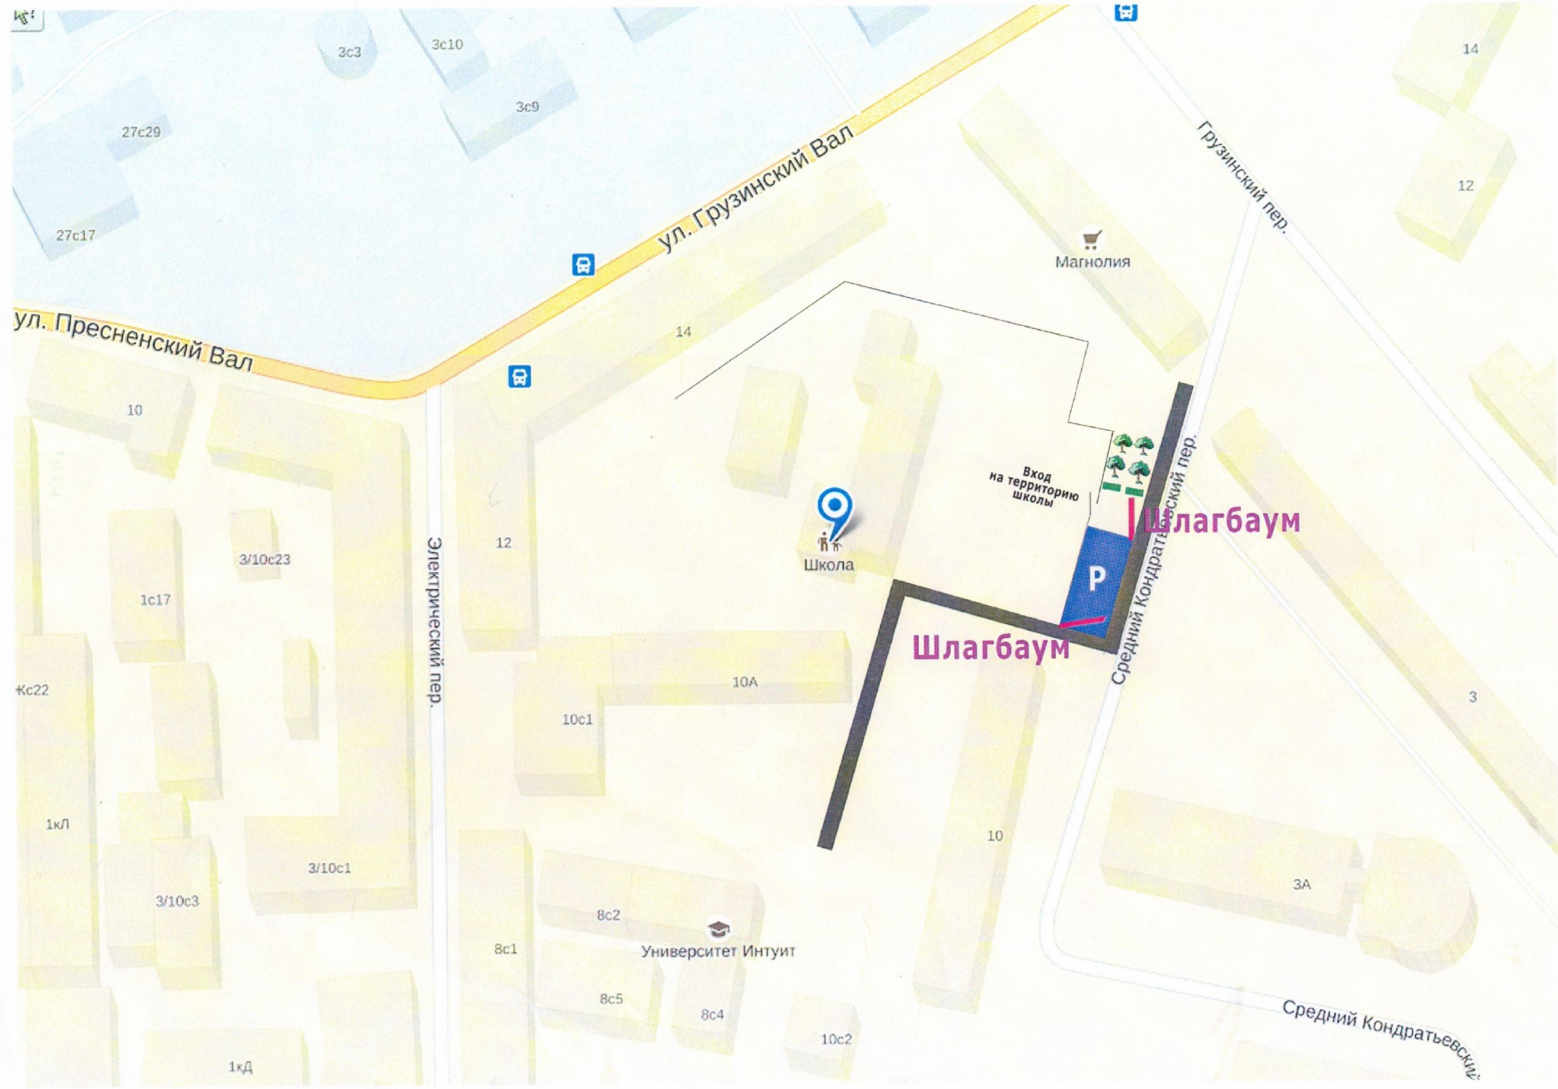 3с3
3с10
3с9
27с29
27с17
14
12
Грузинский пер.
ул. Грузинский Вал
Магнолия
ул. Пресненский Вал
14
10
Вход
на территорию
школы
Шлагбаум
P
Школа
Шлагбаум
Средний Кондратьевский пер.
Электрический пер.
12
3/10с23
1с17
10А
10с1
3
1кЛ
3/10с1
3/10с3
10
3А
8с2
8с1
Университет Интуит
8с5
8с4
10с2
1кД
Средний Кондратьевский